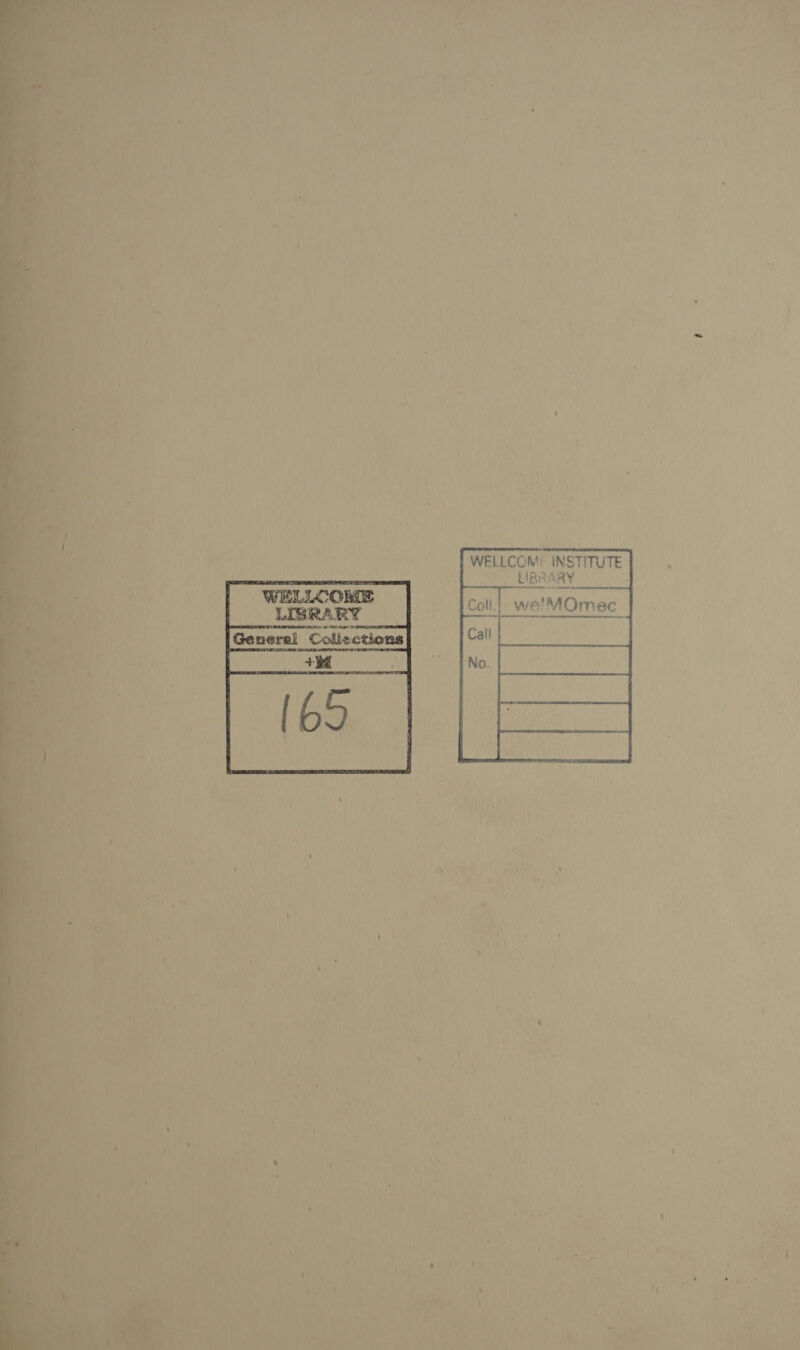 WELLCOME
LIBRARY
General Collections
+M
165
WELLCOME INSTITUTE
LIBRARY
Coll. welMOmec
Call
No.